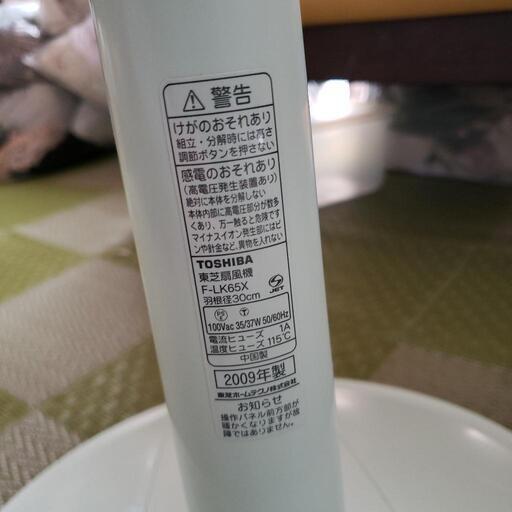 警告
けがのおそれあり
組立・分解時には高さ
調節ボタンを押さない
感電のおそれあり
(高電圧発生装置あり)
絶対に本体を分解しない
本体内部に高電圧部分が数多
くあり、万一触ると危険です
マイナスイオン発生部にはピ
ンや針金など、異物を入れない
TOSHIBA
東芝扇風機
F-LK65X
羽根径30cm
JET
100Vac 35/37W 50/60Hz
電流ヒューズ 1A
温度ヒューズ 115℃
中国製
2009年製
東芝ホームテクノ株式会社
お知らせ
操作パネル前方部が
暖かくなりますが故
障ではありません。